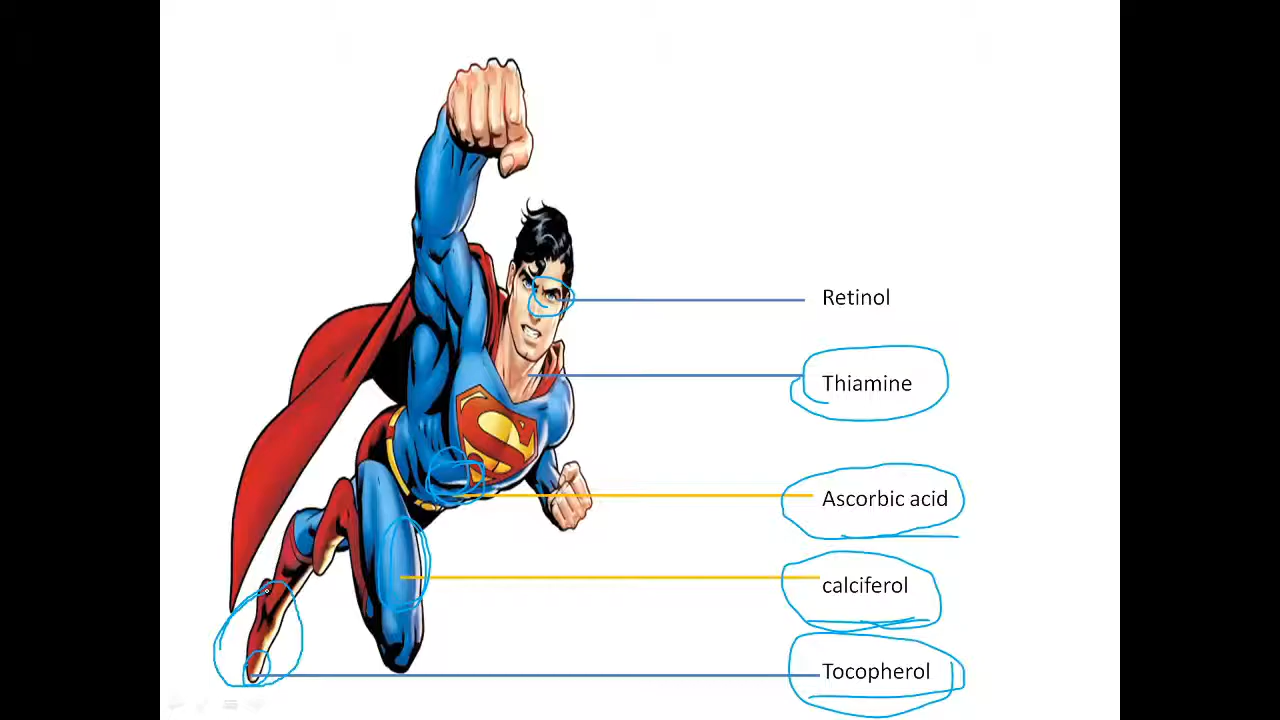 Retinol
Thiamine
S
Ascorbic acid
calciferol
Tocopherol